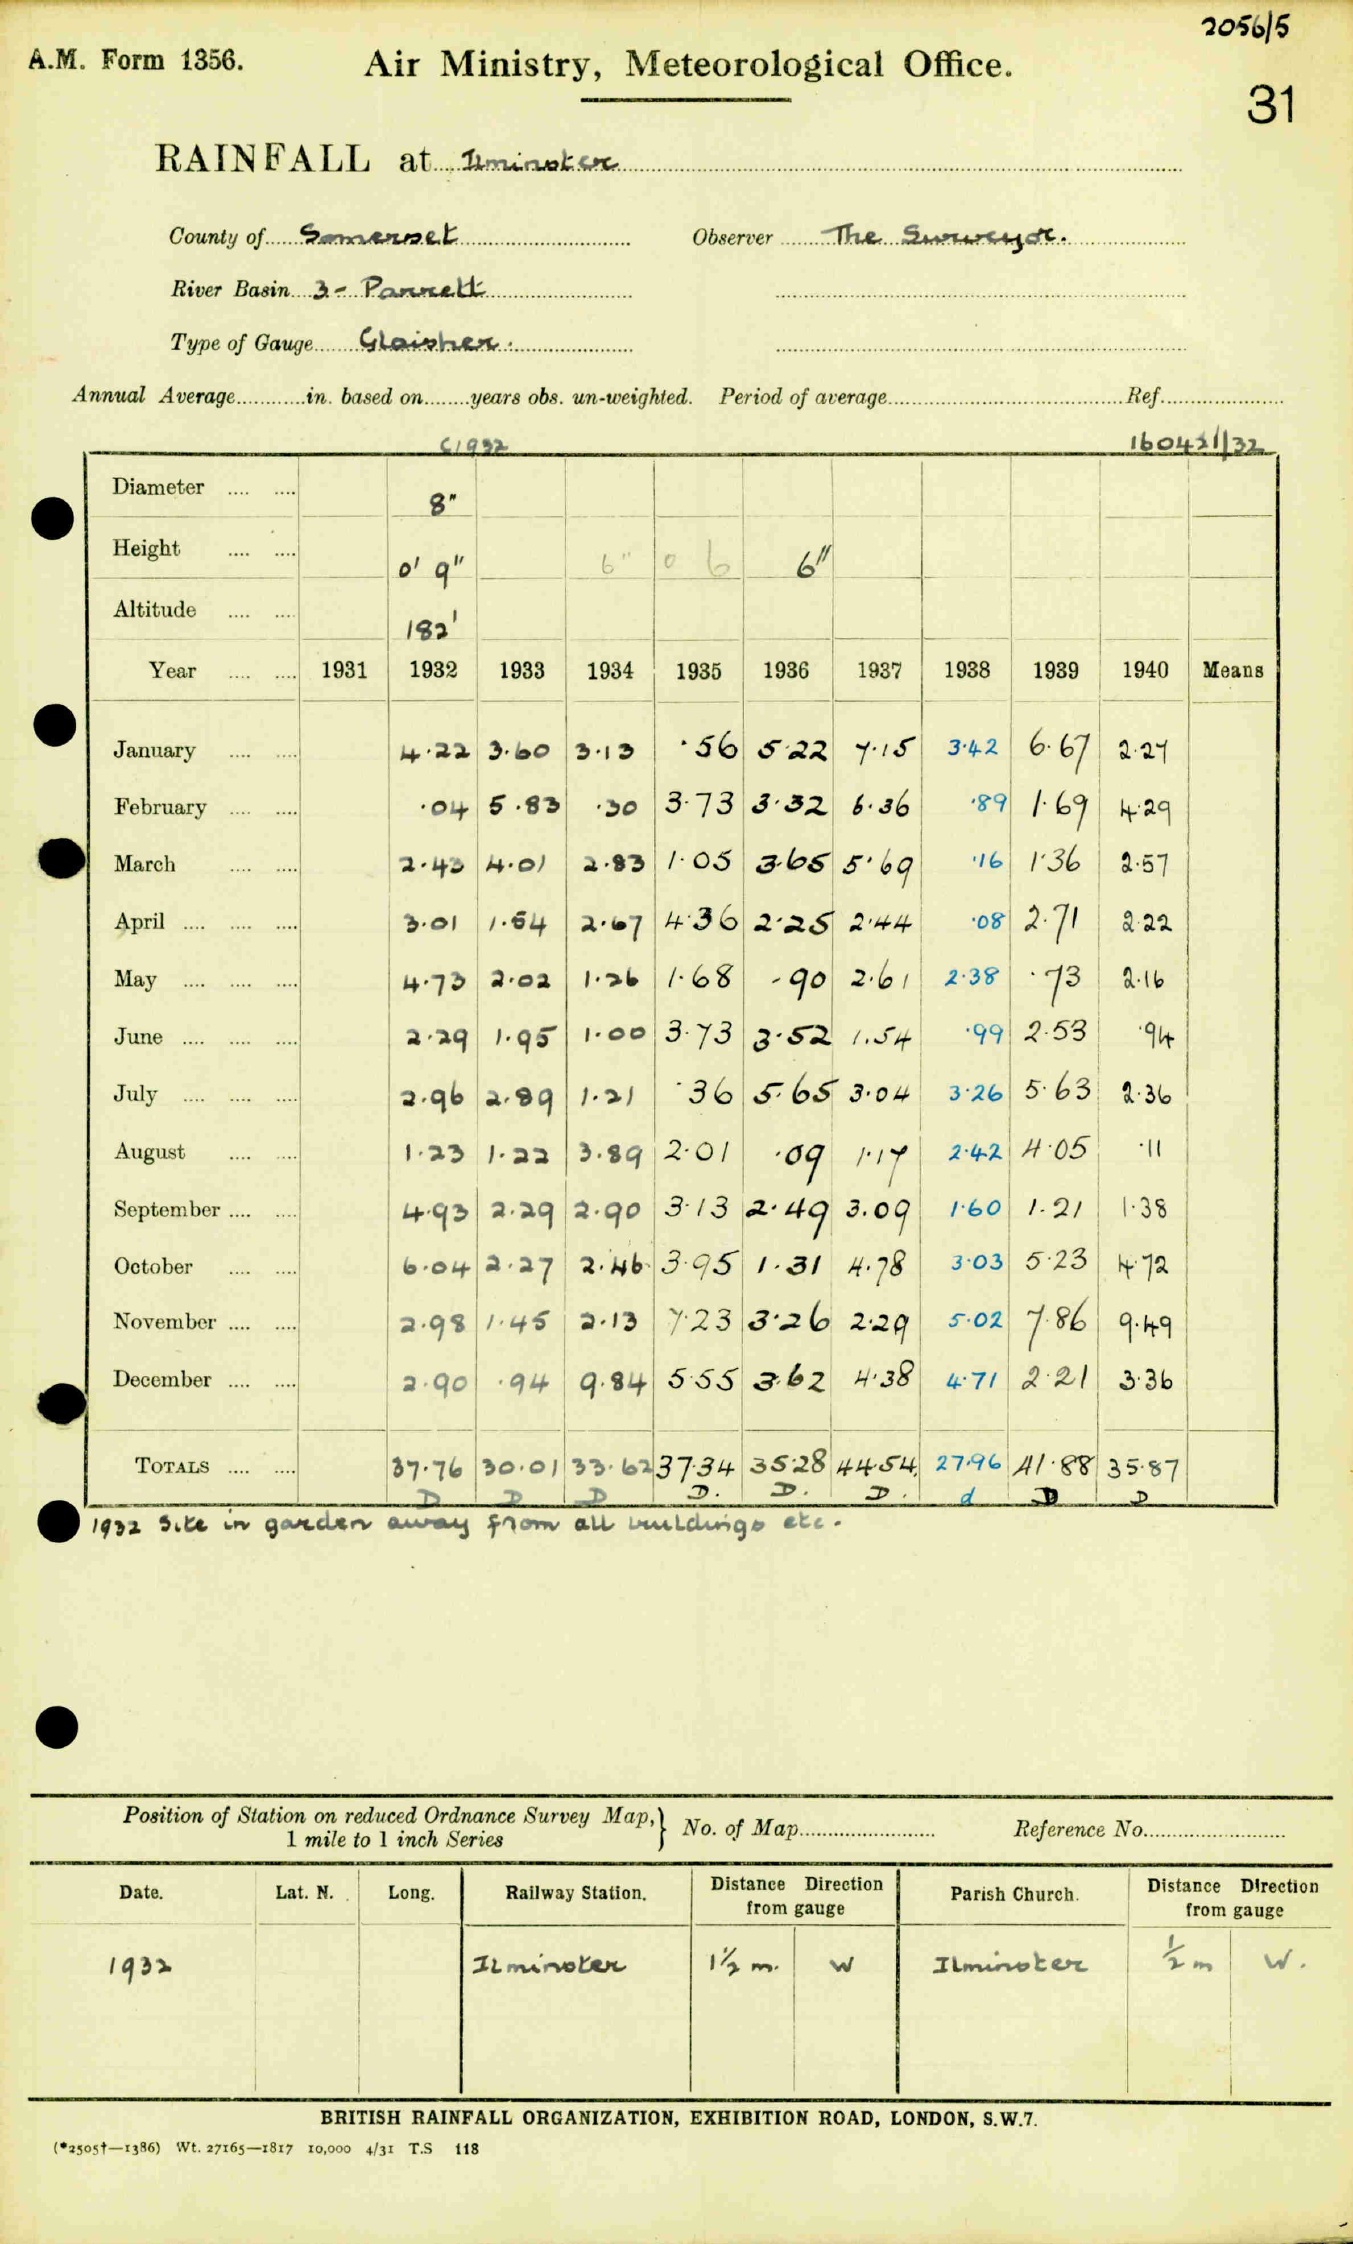 2056/5
A.M. Form 1356.
Air Ministry, Meteorological Office.
31
RAINFALL at Ilminster
County of Somerset Observer The Surveyor.
River Basin 3 - Parrett
Type of Gauge Glaisher.
Annual Average in. based on years obs. un-weighted. Period of average Ref.
C1932 160421/32
Diameter 8"
Height 0' 9" 6" 0 6 6"
Altitude 182'
Year 1931 1932 1933 1934 1935 1936 1937 1938 1939 1940 Means
January 4.22 3.60 3.13 .56 5.22 7.15 3.42 6.67 2.27
February .04 5.83 .30 3.73 3.32 6.36 .89 1.69 4.29
March 2.43 4.01 2.83 1.05 3.65 5.69 .16 1.36 2.57
April 3.01 1.54 2.67 4.36 2.25 2.44 .08 2.71 2.22
May 4.73 2.02 1.26 1.68 .90 2.61 2.38 .73 2.16
June 2.29 1.95 1.00 3.73 3.52 1.54 .99 2.53 .94
July 2.96 2.89 1.21 .36 5.65 3.04 3.26 5.63 2.36
August 1.23 1.22 3.89 2.01 .09 1.17 2.42 4.05 .11
September 4.93 2.29 2.90 3.13 2.49 3.09 1.60 1.21 1.38
October 6.04 2.27 2.46 3.95 1.31 4.78 3.03 5.23 4.72
November 2.98 1.45 2.13 7.23 3.26 2.29 5.02 7.86 9.49
December 2.90 .94 9.84 5.55 3.62 4.38 4.71 2.21 3.36
TOTALS 37.76 30.01 33.62 37.34 35.28 44.54 27.96 41.88 35.87
D D D D. D. D. d D D
1932 Site in garden away from all buildings etc.
Position of Station on reduced Ordnance Survey Map, } No. of Map Reference No.
1 mile to 1 inch Series
Date. Lat. N. Long. Railway Station. Distance Direction from gauge Parish Church. Distance Direction from gauge
1932 Ilminster 1½ m. W Ilminster ½ m W.
BRITISH RAINFALL ORGANIZATION, EXHIBITION ROAD, LONDON, S.W.7.
(*2505†—1386) Wt. 27165—1817 10,000 4/31 T.S 118